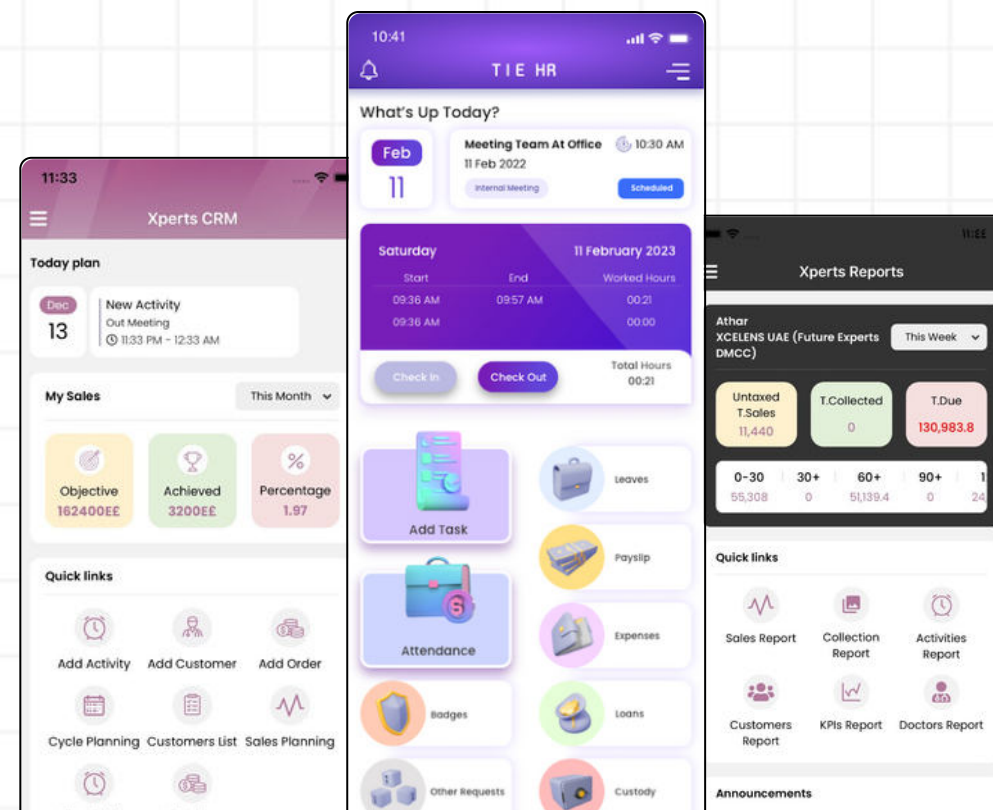 11:33
Xperts CRM
Today plan
Dec
13
New Activity
Out Meeting
11:33 PM - 12:33 AM
My Sales
This Month
Objective
162400E£
Achieved
3200E£
Percentage
1.97
Quick links
Add Activity
Add Customer
Add Order
Cycle Planning
Customers List
Sales Planning
10:41
TIE HR
What's Up Today?
Feb
11
Meeting Team At Office
10:30 AM
11 Feb 2022
Internal Meeting
Scheduled
Saturday
11 February 2023
Start
End
Worked Hours
09:36 AM
09:57 AM
00:21
09:36 AM
00:00
Check In
Check Out
Total Hours
00:21
Add Task
Leaves
Payslip
Attendance
Expenses
Badges
Loans
Other Requests
Custody
11:44
Xperts Reports
Athar
XCELENS UAE (Future Experts
DMCC)
This Week
Untaxed
T.Sales
11,440
T.Collected
0
T.Due
130,983.8
0-30
30+
60+
90+
1
55,308
0
51,139.4
0
24,
Quick links
Sales Report
Collection
Report
Activities
Report
Customers
Report
KPIs Report
Doctors Report
Announcements